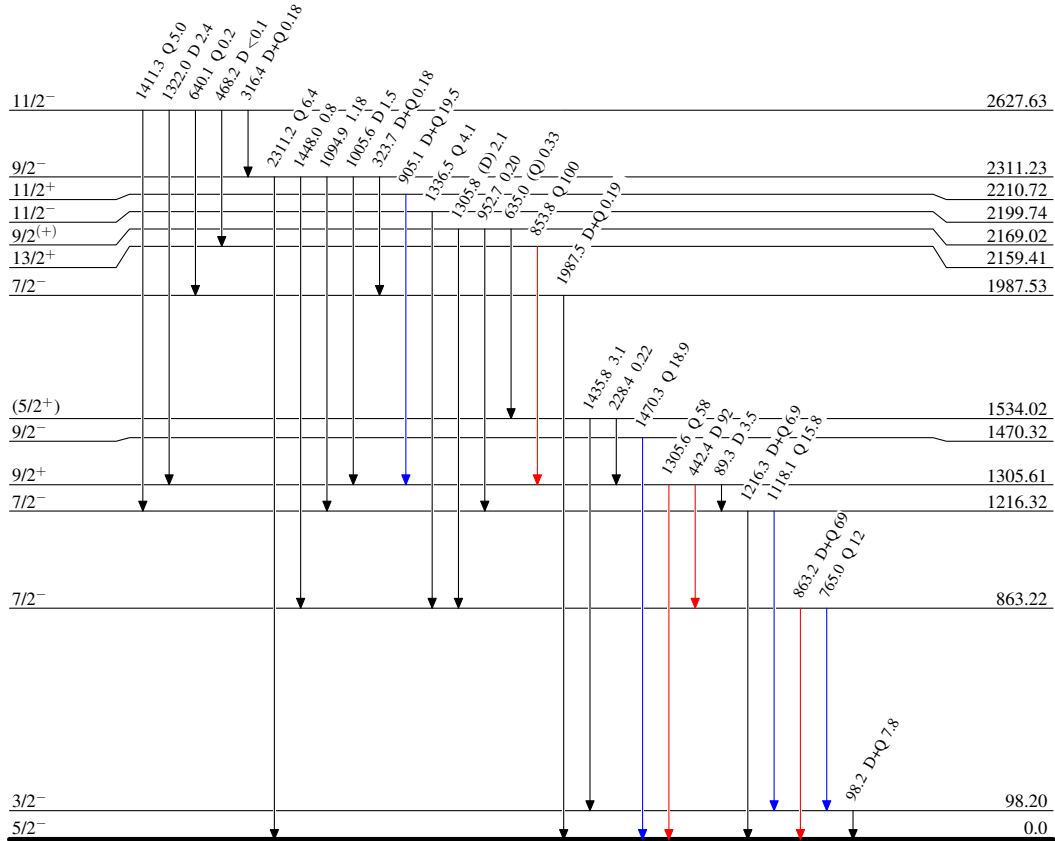 1411.3 Q 5.0
1322.0 D 2.4
640.1 Q 0.2
468.2 D <0.1
316.4 D+Q 0.18
11/2⁻ 2627.63
2311.2 Q 6.4
1448.0 0.8
1094.9 1.18
1005.6 D 1.5
323.7 D+Q 0.18
905.1 D+Q 19.5
1336.5 Q 4.1
1305.8 (D) 2.1
952.7 0.20
635.0 (Q) 0.33
853.8 Q 100
9/2⁻ 2311.23
11/2⁺ 2210.72
11/2⁻ 2199.74
9/2⁽⁺⁾ 2169.02
13/2⁺ 2159.41
1987.5 D+Q 0.19
7/2⁻ 1987.53
1435.8 3.1
228.4 0.22
1470.3 Q 18.9
(5/2⁺) 1534.02
9/2⁻ 1470.32
1305.6 Q 58
442.4 D 92
89.3 D 3.5
1216.3 D+Q 6.9
1118.1 Q 15.8
9/2⁺ 1305.61
7/2⁻ 1216.32
863.2 D+Q 69
765.0 Q 12
7/2⁻ 863.22
98.2 D+Q 7.8
3/2⁻ 98.20
5/2⁻ 0.0